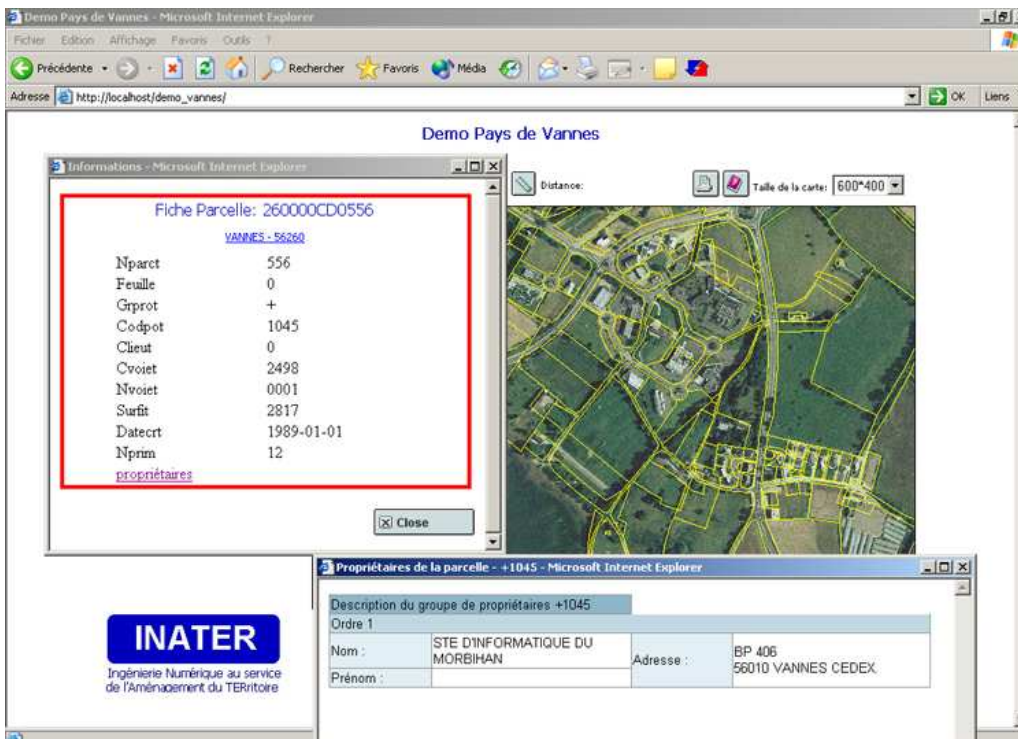 Demo Pays de Vannes - Microsoft Internet Explorer
Fichier Edition Affichage Favoris Outils ?
Précédente Rechercher Favoris Média
Adresse http://localhost/demo_vannes/ OK Liens
Demo Pays de Vannes
Informations - Microsoft Internet Explorer
Distance: Taille de la carte: 600*400
Fiche Parcelle: 260000CD0556
VANNES - 56260
Nparct 556
Feuille 0
Grprot +
Codpot 1045
Clieut 0
Cvoiet 2498
Nvoiet 0001
Surfit 2817
Datecrt 1989-01-01
Nprim 12
propriétaires
Close
Propriétaires de la parcelle - +1045 - Microsoft Internet Explorer
Description du groupe de propriétaires +1045
Ordre 1
Nom : STE D'INFORMATIQUE DU MORBIHAN
Adresse : BP 406
56010 VANNES CEDEX.
Prénom :
INATER
Ingénierie Numérique au service
de l'Aménagement du TERritoire